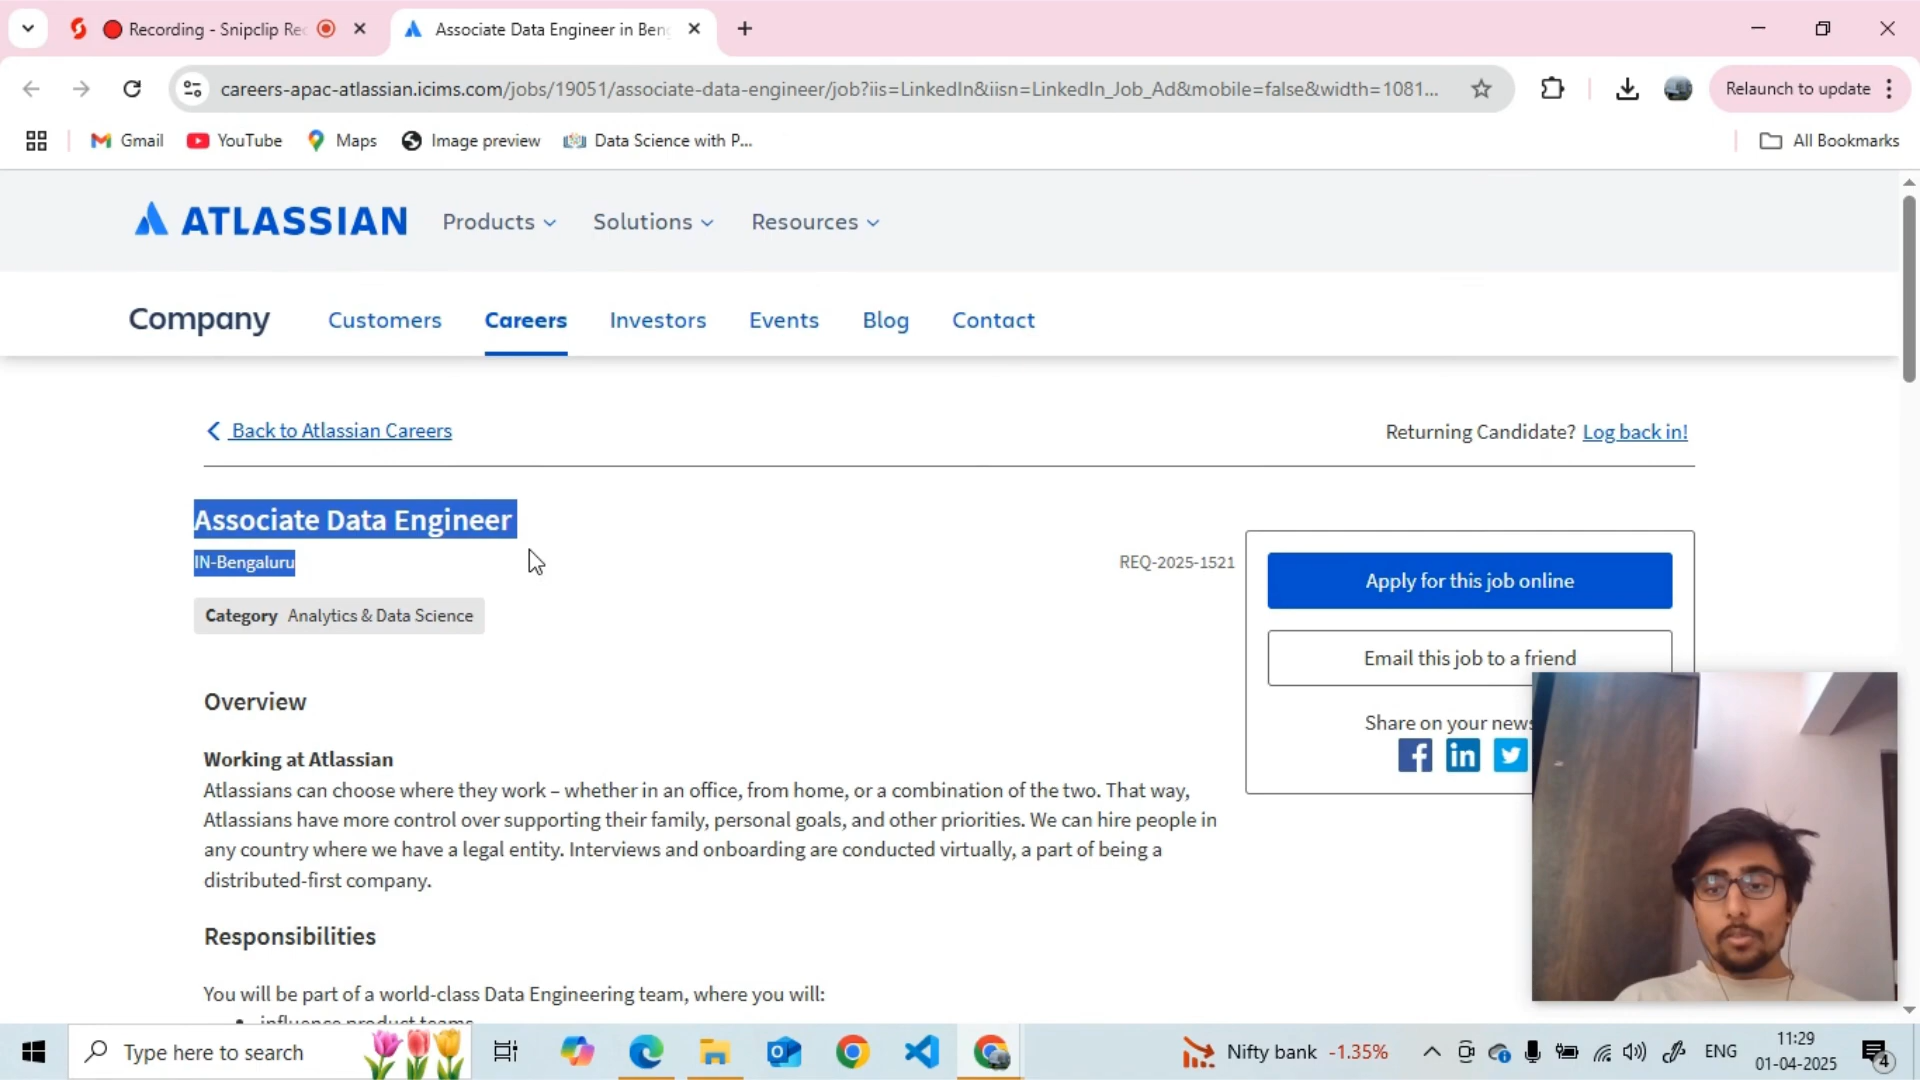 Recording - Snipclip Rec
Associate Data Engineer in Beng
careers-apac-atlassian.icims.com/jobs/19051/associate-data-engineer/job?iis=LinkedIn&iisn=LinkedIn_Job_Ad&mobile=false&width=1081...
Relaunch to update
Gmail
YouTube
Maps
Image preview
Data Science with P...
All Bookmarks
ATLASSIAN
Products
Solutions
Resources
Company
Customers
Careers
Investors
Events
Blog
Contact
Back to Atlassian Careers
Returning Candidate? Log back in!
Associate Data Engineer
IN-Bengaluru
REQ-2025-1521
Category Analytics & Data Science
Apply for this job online
Email this job to a friend
Share on your news
Overview
Working at Atlassian
Atlassians can choose where they work – whether in an office, from home, or a combination of the two. That way,
Atlassians have more control over supporting their family, personal goals, and other priorities. We can hire people in
any country where we have a legal entity. Interviews and onboarding are conducted virtually, a part of being a
distributed-first company.
Responsibilities
You will be part of a world-class Data Engineering team, where you will:
influence product teams
Type here to search
Nifty bank -1.35%
ENG
11:29
01-04-2025
4